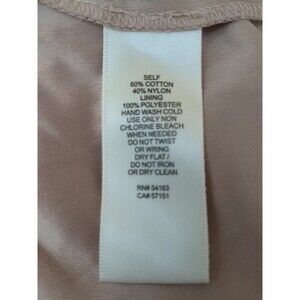 SELF
60% COTTON
40% NYLON
LINING
100% POLYESTER
HAND WASH COLD
USE ONLY NON
CHLORINE BLEACH
WHEN NEEDED
DO NOT TWIST
OR WRING
DRY FLAT /
DO NOT IRON
OR DRY CLEAN
RN# 54163
CA# 57151